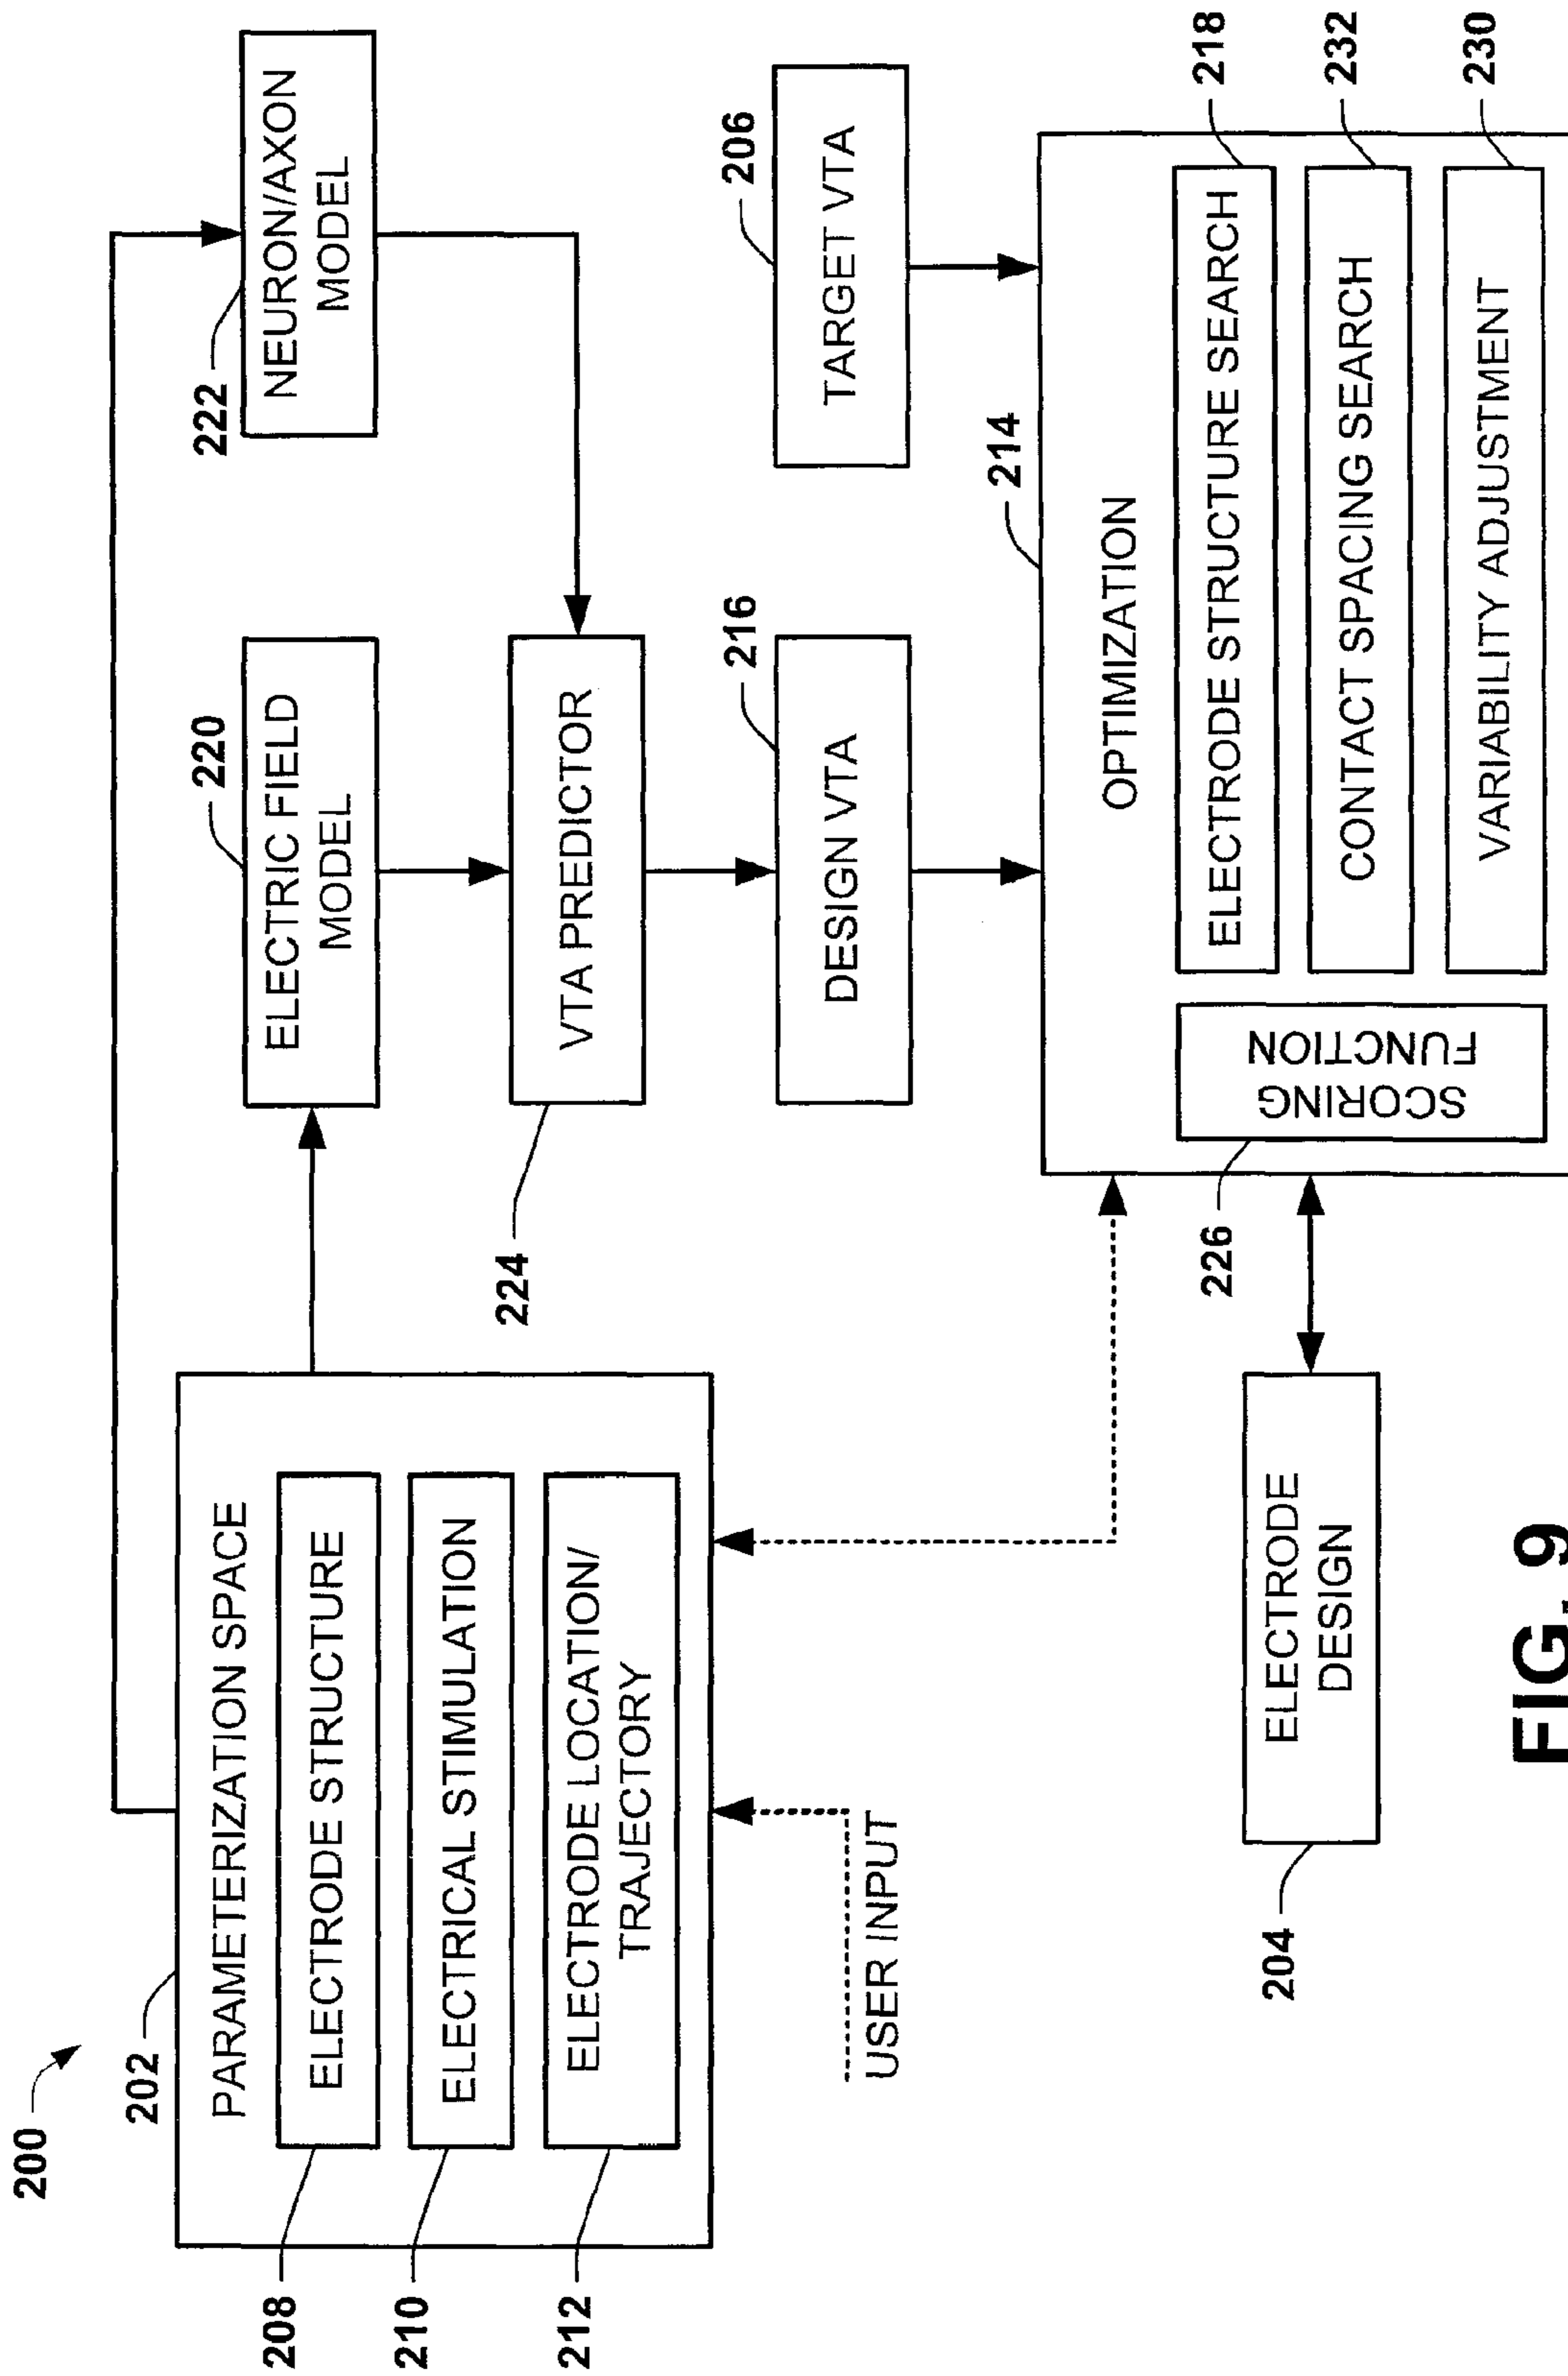 200
202
PARAMETERIZATION SPACE
208
ELECTRODE STRUCTURE
210
ELECTRICAL STIMULATION
212
ELECTRODE LOCATION/
TRAJECTORY
USER INPUT
220
ELECTRIC FIELD
MODEL
222
NEURON/AXON
MODEL
224
VTA PREDICTOR
216
DESIGN VTA
206
TARGET VTA
214
OPTIMIZATION
226
SCORING
FUNCTION
ELECTRODE STRUCTURE SEARCH
218
CONTACT SPACING SEARCH
232
VARIABILITY ADJUSTMENT
230
204
ELECTRODE
DESIGN
FIG. 9